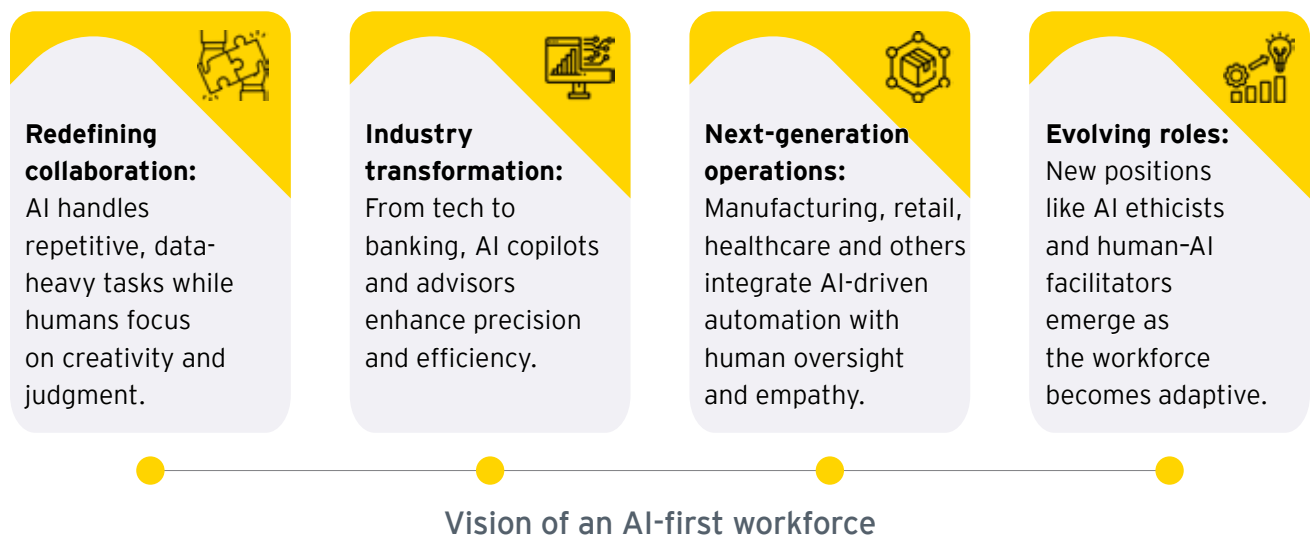 Redefining
collaboration:
AI handles
repetitive, data-
heavy tasks while
humans focus
on creativity and
judgment.
Industry
transformation:
From tech to
banking, AI copilots
and advisors
enhance precision
and efficiency.
Next-generation
operations:
Manufacturing, retail,
healthcare and others
integrate AI-driven
automation with
human oversight
and empathy.
Evolving roles:
New positions
like AI ethicists
and human–AI
facilitators
emerge as
the workforce
becomes adaptive.
Vision of an AI-first workforce